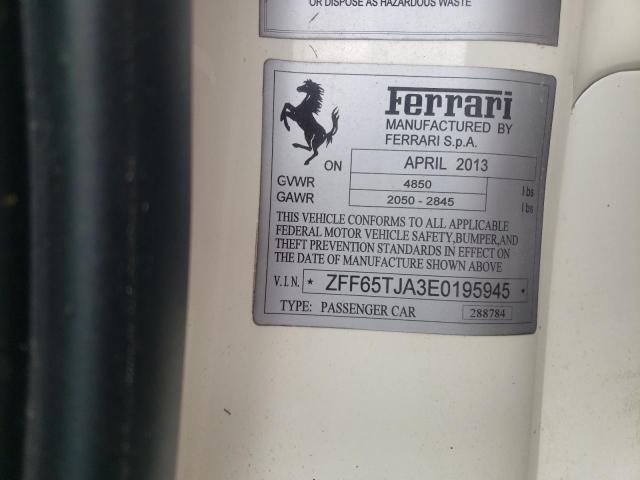 OR DISPOSE AS HAZARDOUS WASTE
Ferrari
MANUFACTURED BY
FERRARI S.p.A.
ON APRIL 2013
GVWR 4850 lbs
GAWR 2050 - 2845 lbs
THIS VEHICLE CONFORMS TO ALL APPLICABLE
FEDERAL MOTOR VEHICLE SAFETY,BUMPER,AND
THEFT PREVENTION STANDARDS IN EFFECT ON
THE DATE OF MANUFACTURE SHOWN ABOVE
V.I.N. * ZFF65TJA3E0195945 *
TYPE: PASSENGER CAR 288784